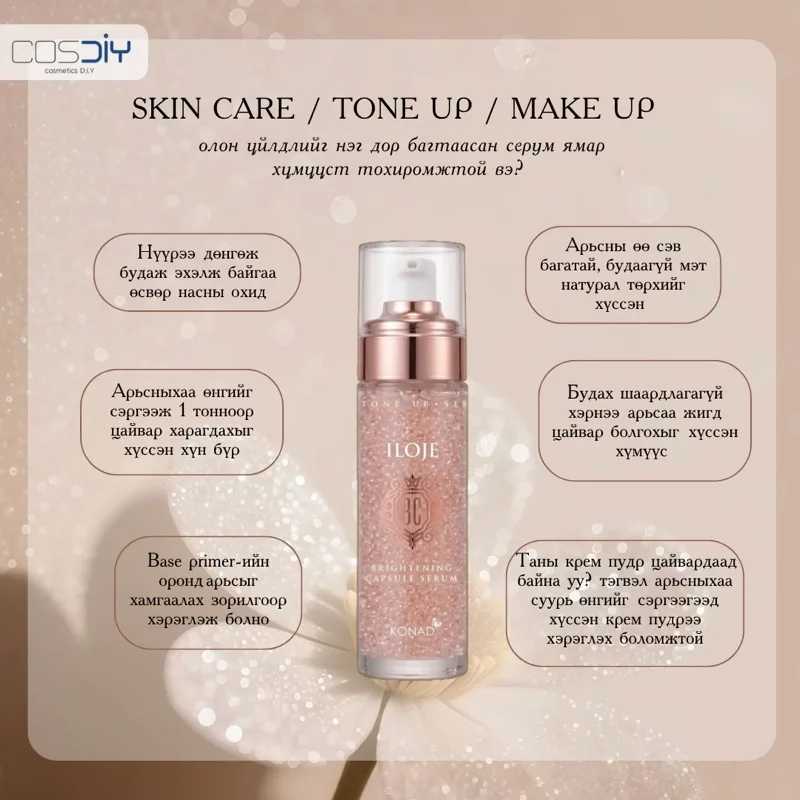 COSDiY
cosmetics D.I.Y
SKIN CARE / TONE UP / MAKE UP
олон үйлдлийг нэг дор багтаасан серум ямар
хүмүүст тохиромжтой вэ?
Нүүрээ дөнгөж
будаж эхэлж байгаа
өсвөр насны охид
Арьсны өө сэв
багатай, будаагүй мэт
натурал төрхийг
хүссэн
Арьсныхаа өнгийг
сэргээж 1 тонноор
цайвар харагдахыг
хүссэн хүн бүр
Будах шаардлагагүй
хэрнээ арьсаа жигд
цайвар болгохыг хүссэн
хүмүүс
Base primer-ийн
оронд арьсыг
хамгаалах зорилгоор
хэрэглэж болно
Таны крем пудр цайвардаад
байна уу? тэгвэл арьсныхаа
суурь өнгийг сэргээгээд
хүссэн крем пудрээ
хэрэглэх боломжтой
TONE UP • SER
ILOJE
BC
BRIGHTENING
CAPSULE SERUM
KONAD